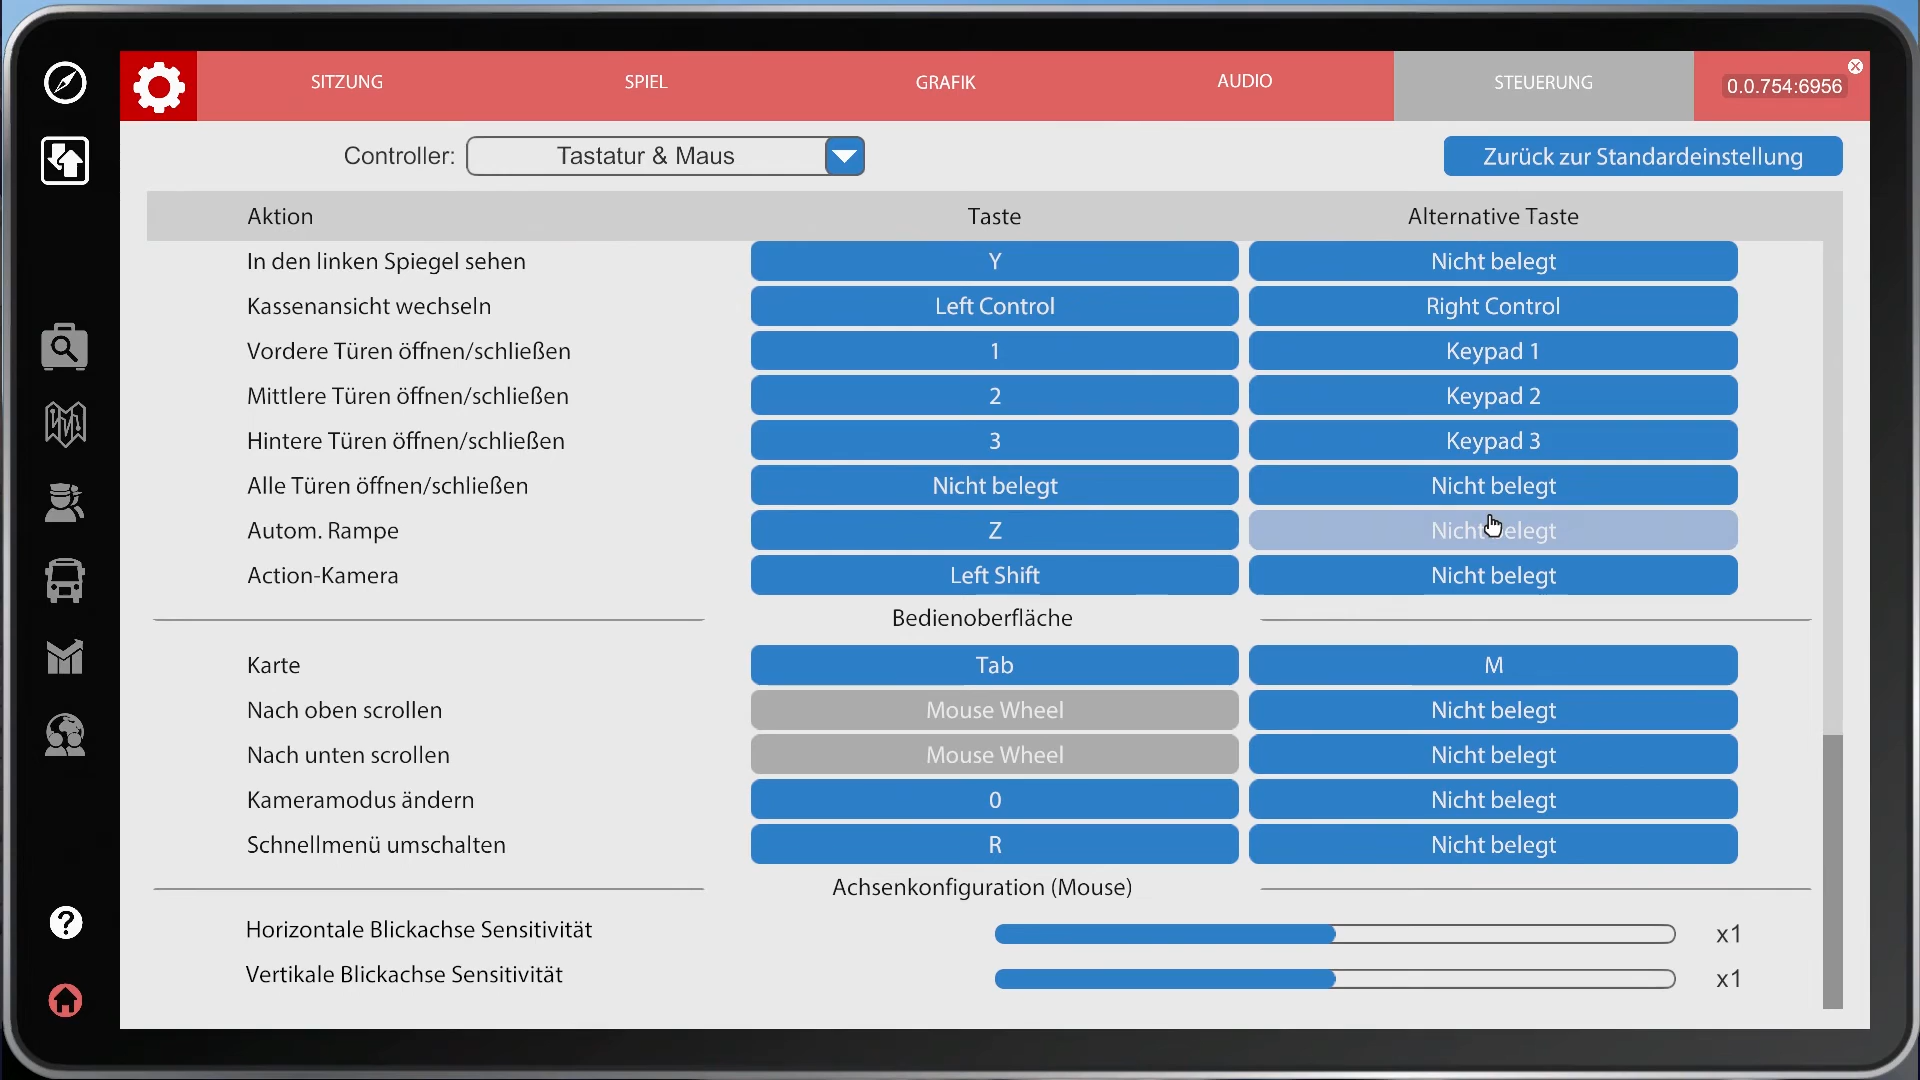 SITZUNG SPIEL GRAFIK AUDIO STEUERUNG 0.0.754:6956
Controller: Tastatur & Maus Zurück zur Standardeinstellung
Aktion Taste Alternative Taste
In den linken Spiegel sehen Y Nicht belegt
Kassenansicht wechseln Left Control Right Control
Vordere Türen öffnen/schließen 1 Keypad 1
Mittlere Türen öffnen/schließen 2 Keypad 2
Hintere Türen öffnen/schließen 3 Keypad 3
Alle Türen öffnen/schließen Nicht belegt Nicht belegt
Autom. Rampe Z Nicht belegt
Action-Kamera Left Shift Nicht belegt
Bedienoberfläche
Karte Tab M
Nach oben scrollen Mouse Wheel Nicht belegt
Nach unten scrollen Mouse Wheel Nicht belegt
Kameramodus ändern 0 Nicht belegt
Schnellmenü umschalten R Nicht belegt
Achsenkonfiguration (Mouse)
Horizontale Blickachse Sensitivität x1
Vertikale Blickachse Sensitivität x1